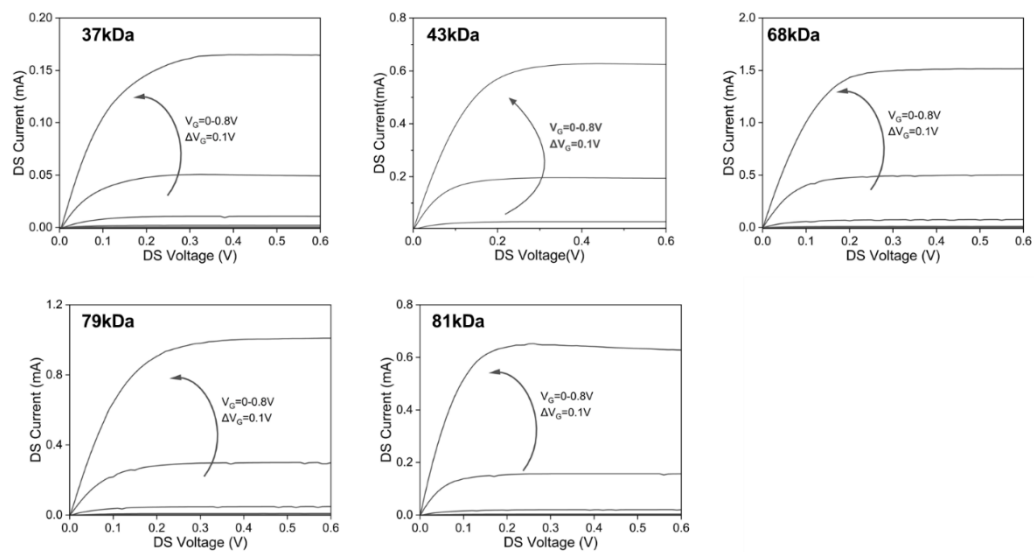 37kDa
DS Current (mA)
0.20
0.15
0.10
0.05
0.00
V_G=0-0.8V
ΔV_G=0.1V
0.0 0.1 0.2 0.3 0.4 0.5 0.6
DS Voltage (V)
43kDa
DS Current(mA)
0.8
0.6
0.4
0.2
V_G=0-0.8V
ΔV_G=0.1V
0.0 0.1 0.2 0.3 0.4 0.5 0.6
DS Voltage(V)
68kDa
DS Current (mA)
2.0
1.5
1.0
0.5
0.0
V_G=0-0.8V
ΔV_G=0.1V
0.0 0.1 0.2 0.3 0.4 0.5 0.6
DS Voltage (V)
79kDa
DS Current (mA)
1.2
0.8
0.4
0.0
V_G=0-0.8V
ΔV_G=0.1V
0.0 0.1 0.2 0.3 0.4 0.5 0.6
DS Voltage (V)
81kDa
DS Current (mA)
0.8
0.6
0.4
0.2
0.0
V_G=0-0.8V
ΔV_G=0.1V
0.0 0.1 0.2 0.3 0.4 0.5 0.6
DS Voltage (V)